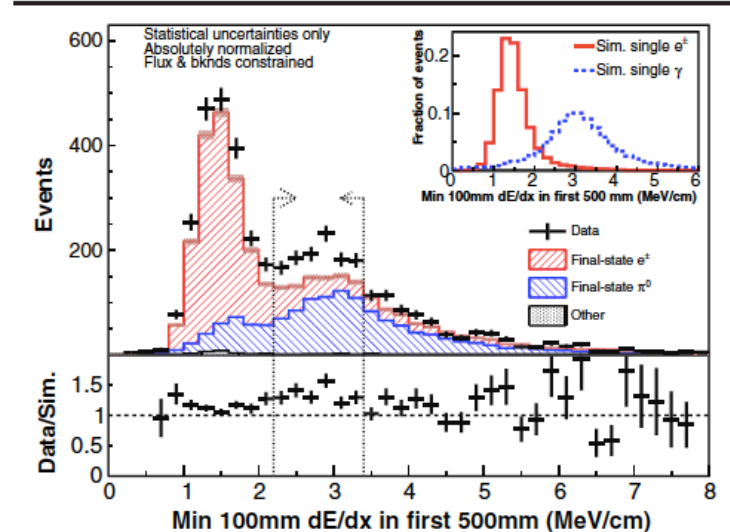 Statistical uncertainties only
Absolutely normalized
Flux & bknds constrained
600
400
200
Events
0.2
0.1
0
Fraction of events
Sim. single e±
Sim. single γ
0 1 2 3 4 5 6
Min 100mm dE/dx in first 500 mm (MeV/cm)
Data
Final-state e±
Final-state π⁰
Other
1.5
1
0.5
0
Data/Sim.
0 1 2 3 4 5 6 7 8
Min 100mm dE/dx in first 500mm (MeV/cm)